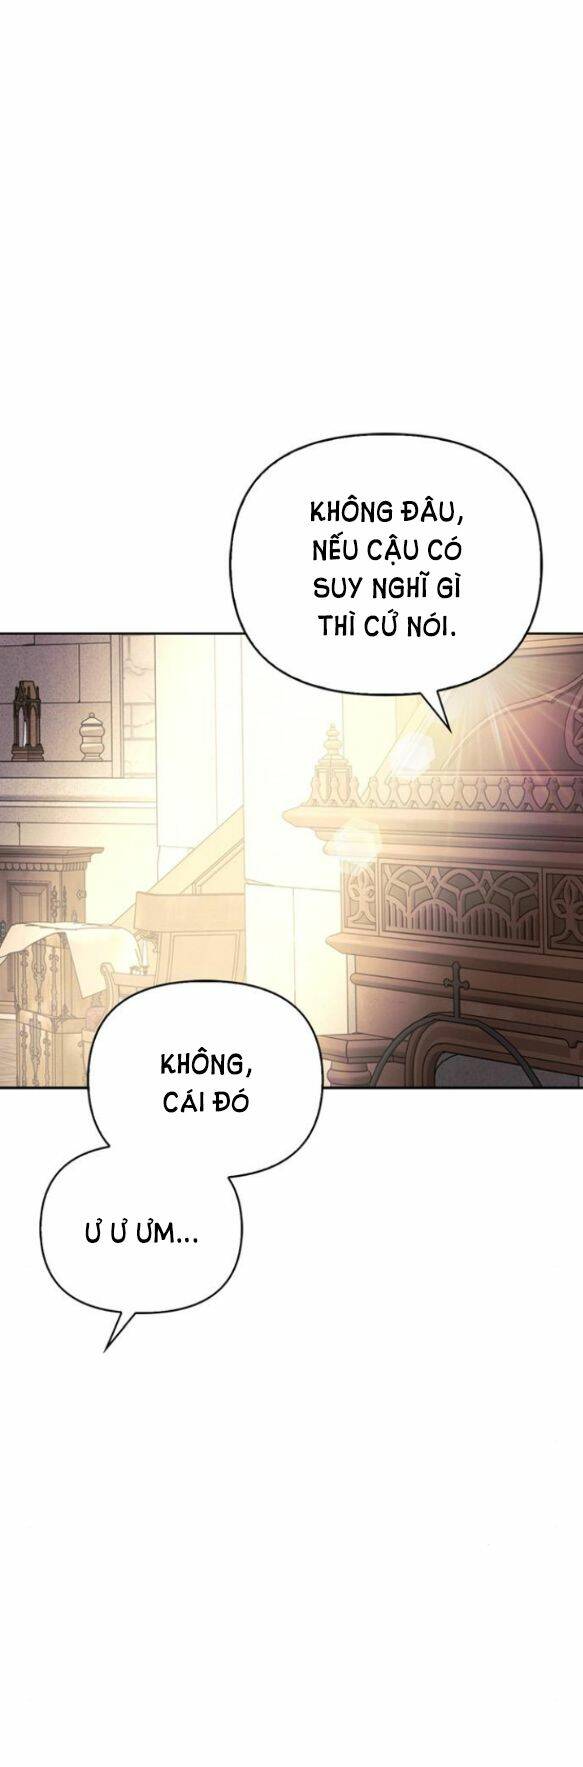 KHÔNG ĐÂU,
NẾU CẬU CÓ
SUY NGHĨ GÌ
THÌ CỨ NÓI.
KHÔNG,
CÁI ĐÓ
Ư Ư ƯM...